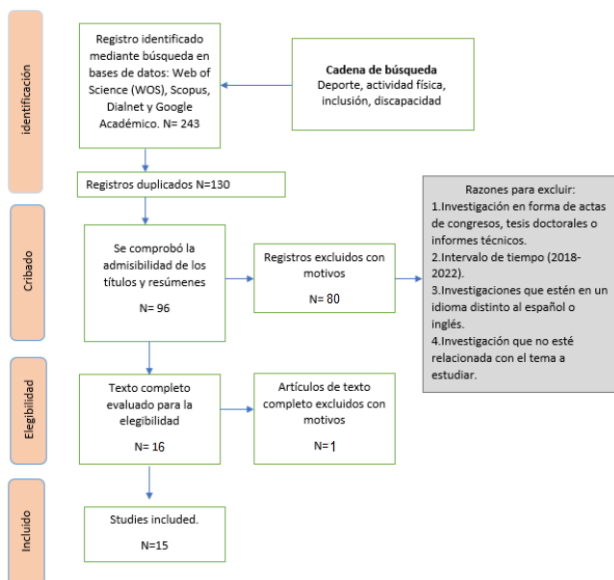 identificación
Registro identificado
mediante búsqueda en
bases de datos: Web of
Science (WOS), Scopus,
Dialnet y Google
Académico. N= 243
Cadena de búsqueda
Deporte, actividad física,
inclusión, discapacidad
Registros duplicados N=130
Cribado
Se comprobó la
admisibilidad de los
títulos y resúmenes
N= 96
Registros excluidos con
motivos
N= 80
Razones para excluir:
1.Investigación en forma de actas
de congresos, tesis doctorales o
informes técnicos.
2.Intervalo de tiempo (2018-
2022).
3.Investigaciones que estén en un
idioma distinto al español o
inglés.
4.Investigación que no esté
relacionada con el tema a
estudiar.
Elegibilidad
Texto completo
evaluado para la
elegibilidad
N= 16
Artículos de texto
completo excluidos con
motivos
N=1
Incluido
Studies included.
N=15